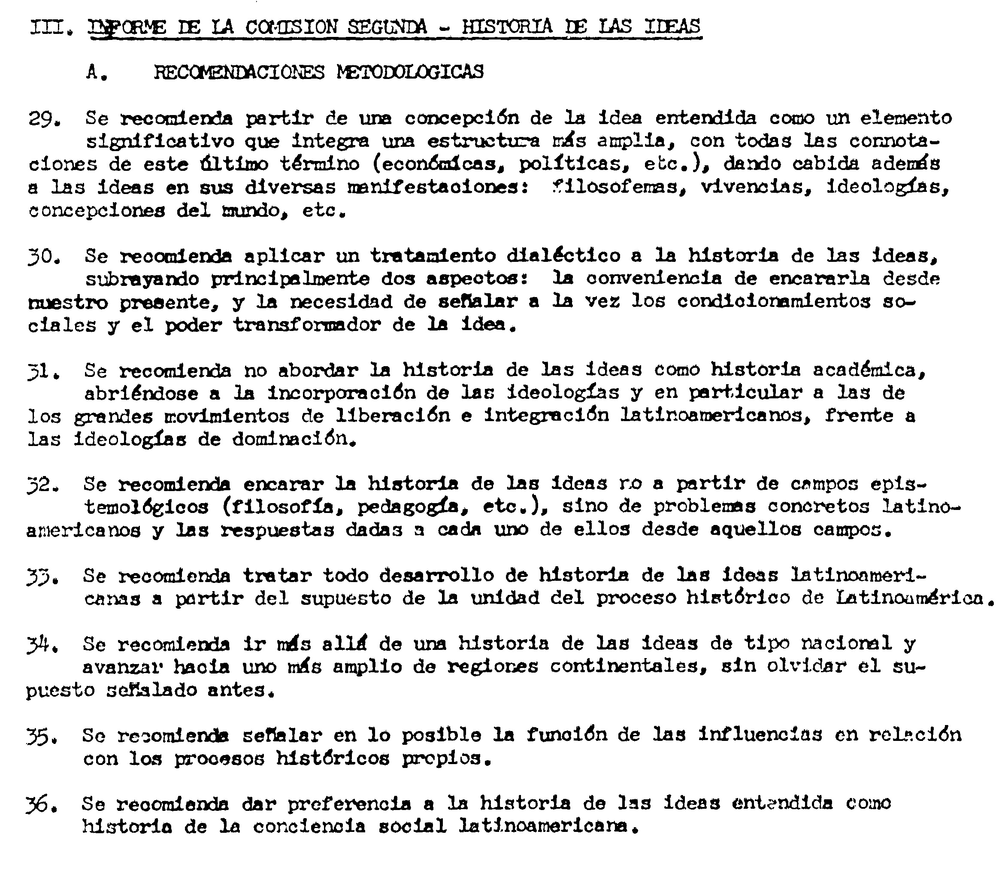 III. INFORME DE LA COMISION SEGUNDA - HISTORIA DE LAS IDEAS
A. RECOMENDACIONES METODOLOGICAS
29. Se recomienda partir de una concepción de la idea entendida como un elemento
significativo que integra una estructura más amplia, con todas las connota-
ciones de este último término (económicas, políticas, etc.), dando cabida además
a las ideas en sus diversas manifestaciones: filosofemas, vivencias, ideologías,
concepciones del mundo, etc.
30. Se recomienda aplicar un tratamiento dialéctico a la historia de las ideas,
subrayando principalmente dos aspectos: la conveniencia de encararla desde
nuestro presente, y la necesidad de señalar a la vez los condicionamientos so-
ciales y el poder transformador de la idea.
31. Se recomienda no abordar la historia de las ideas como historia académica,
abriéndose a la incorporación de las ideologías y en particular a las de
los grandes movimientos de liberación e integración latinoamericanos, frente a
las ideologías de dominación.
32. Se recomienda encarar la historia de las ideas no a partir de campos epis-
temológicos (filosofía, pedagogía, etc.), sino de problemas concretos latino-
americanos y las respuestas dadas a cada uno de ellos desde aquellos campos.
33. Se recomienda tratar todo desarrollo de historia de las ideas latinoameri-
canas a partir del supuesto de la unidad del proceso histórico de Latinoamérica.
34. Se recomienda ir más allá de una historia de las ideas de tipo nacional y
avanzar hacia uno más amplio de regiones continentales, sin olvidar el su-
puesto señalado antes.
35. Se recomienda señalar en lo posible la función de las influencias en relación
con los procesos históricos propios.
36. Se recomienda dar preferencia a la historia de las ideas entendida como
historia de la conciencia social latinoamericana.